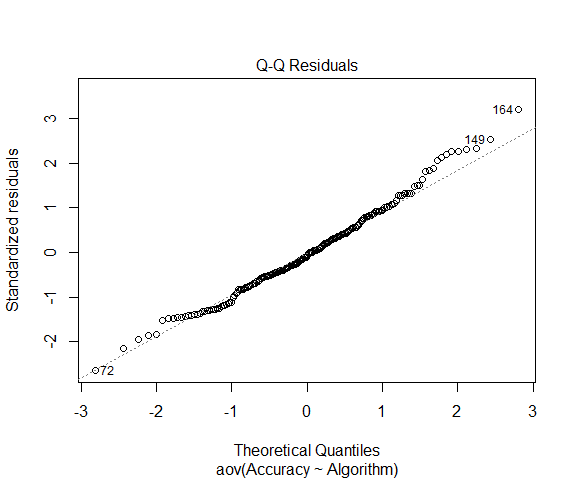 Q-Q Residuals
Standardized residuals
3
2
1
0
-1
-2
164
149
72
-3 -2 -1 0 1 2 3
Theoretical Quantiles
aov(Accuracy ~ Algorithm)